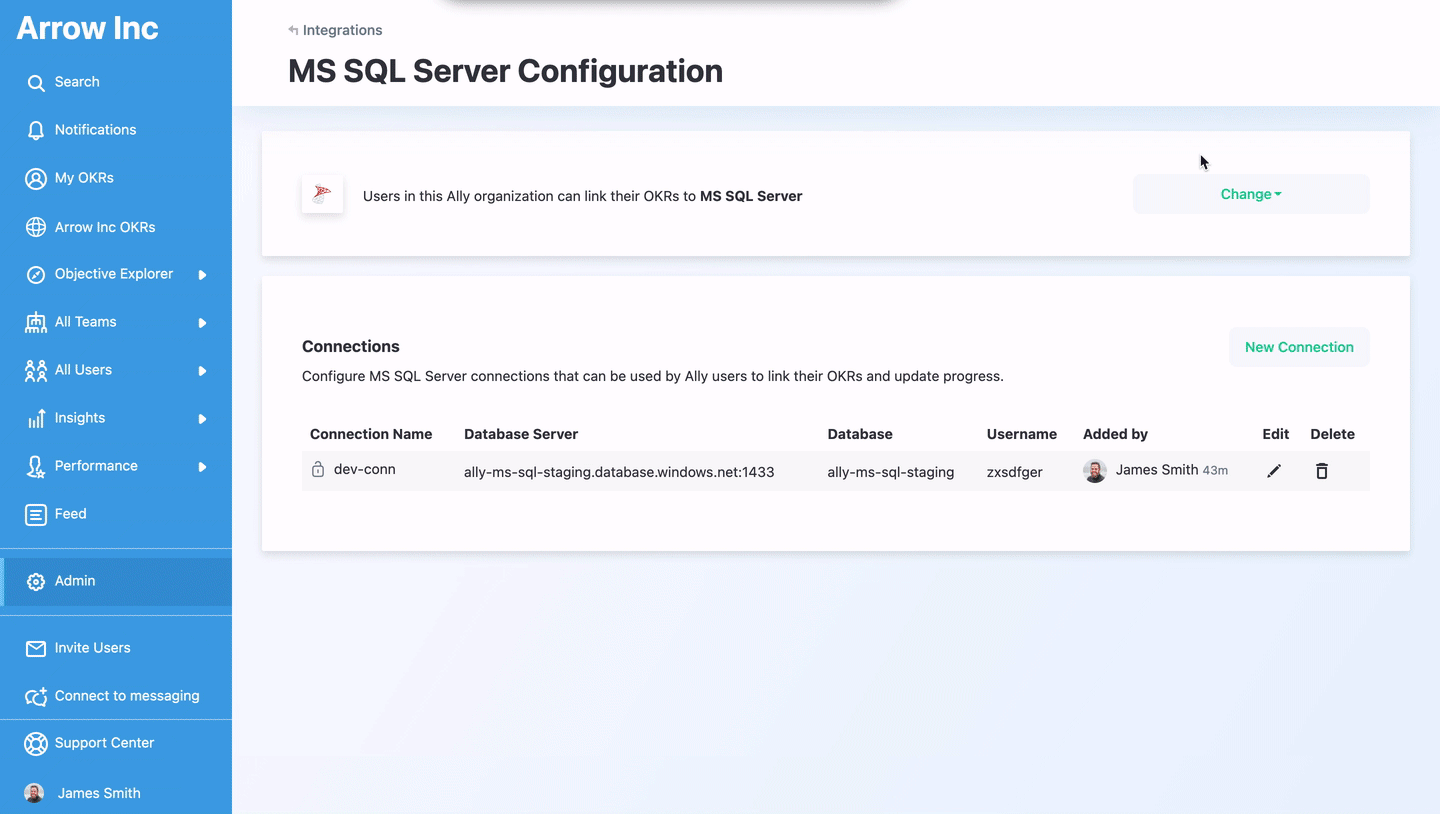 Arrow Inc
Search
Notifications
My OKRs
Arrow Inc OKRs
Objective Explorer
All Teams
All Users
Insights
Performance
Feed
Admin
Invite Users
Connect to messaging
Support Center
James Smith
Integrations
MS SQL Server Configuration
Users in this Ally organization can link their OKRs to MS SQL Server
Change
Connections
New Connection
Configure MS SQL Server connections that can be used by Ally users to link their OKRs and update progress.
Connection Name Database Server Database Username Added by Edit Delete
dev-conn ally-ms-sql-staging.database.windows.net:1433 ally-ms-sql-staging zxsdfger James Smith 43m